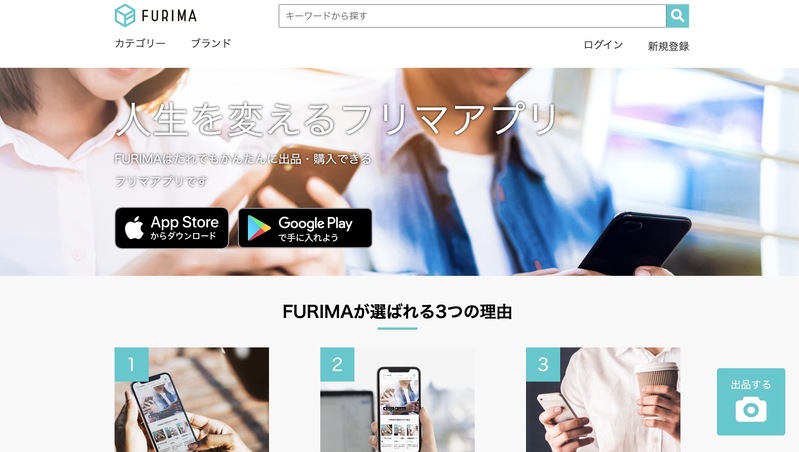 FURIMA
キーワードから探す
カテゴリー ブランド
ログイン 新規登録
人生を変えるフリマアプリ
FURIMAはだれでもかんたんに出品・購入できる
フリマアプリです
App Store
からダウンロード
Google Play
で手に入れよう
FURIMAが選ばれる3つの理由
1
2
3
出品する